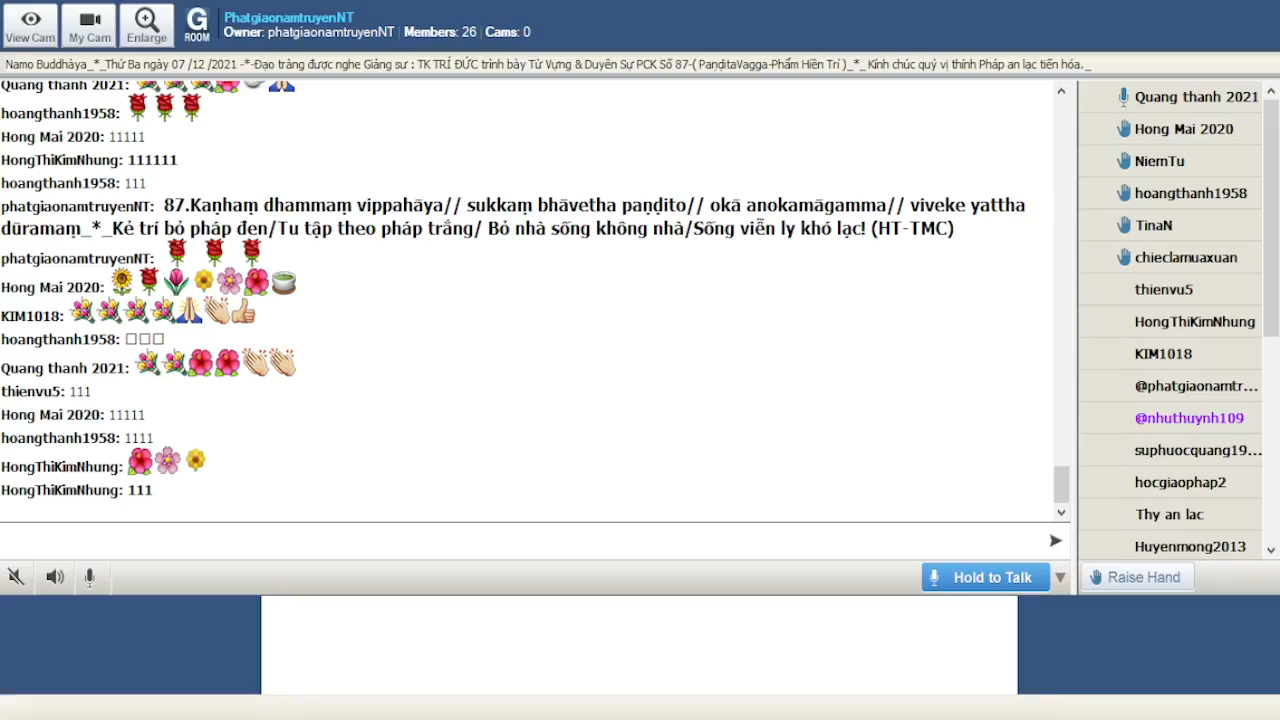 View Cam
My Cam
Enlarge
G
ROOM
PhatgiaonamtruyenNT
Owner: phatgiaonamtruyenNT | Members: 26 | Cams: 0
Namo Buddhàya_*_Thứ Ba ngày 07 /12 /2021 -*-Đạo tràng được nghe Giảng sư : TK TRÍ ĐỨC trình bày Từ Vựng & Duyên Sự PCK Số 87-( PaṇḍitaVagga-Phẩm Hiền Trí )_*_ Kính chúc quý vị thính Pháp an lạc tiến hóa._
Quang thanh 2021:
hoangthanh1958:
Hong Mai 2020: 11111
HongThiKimNhung: 111111
hoangthanh1958: 111
phatgiaonamtruyenNT: 87.Kaṇhaṃ dhammaṃ vippahāya// sukkaṃ bhāvetha paṇḍito// okā anokamāgamma// viveke yattha
dūramaṃ_*_Kẻ trí bỏ pháp đen/Tu tập theo pháp trắng/ Bỏ nhà sống không nhà/Sống viễn ly khó lạc! (HT-TMC)
phatgiaonamtruyenNT:
Hong Mai 2020:
KIM1018:
hoangthanh1958: □□□
Quang thanh 2021:
thienvu5: 111
Hong Mai 2020: 11111
hoangthanh1958: 1111
HongThiKimNhung:
HongThiKimNhung: 111
Hold to Talk
Quang thanh 2021
Hong Mai 2020
NiemTu
hoangthanh1958
TinaN
chieclamuaxuan
thienvu5
HongThiKimNhung
KIM1018
@phatgiaonamtr...
@nhuthuynh109
suphuocquang19...
hocgiaophap2
Thy an lac
Huyenmong2013
Raise Hand